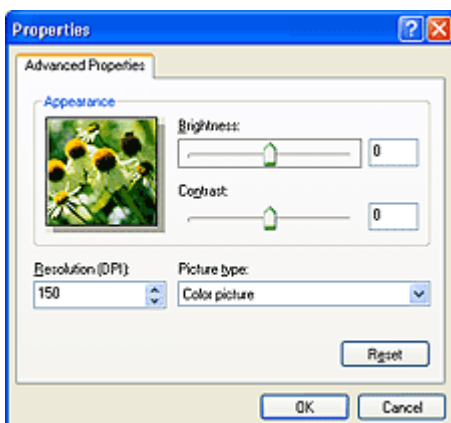 Properties
Advanced Properties
Appearance
Brightness:
0
Contrast:
0
Resolution (DPI):
150
Picture type:
Color picture
Reset
OK
Cancel